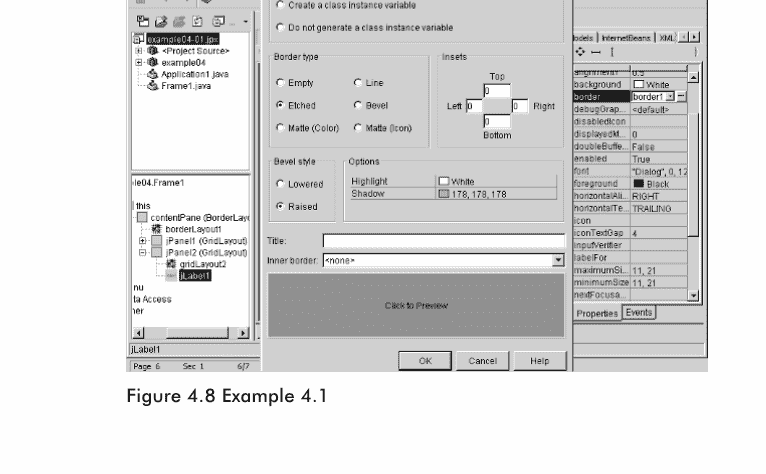 Create a class instance variable
Do not generate a class instance variable
example04-01.jpx
<Project Source>
example04
Application1.java
Frame1.java
Border type
Empty
Line
Etched
Bevel
Matte (Color)
Matte (Icon)
Insets
Top
0
Left 0
0 Right
0
Bottom
Bevel style
Lowered
Raised
Options
Highlight White
Shadow 178, 178, 178
Title:
Inner border: <none>
Click to Preview
OK Cancel Help
le04.Frame1
this
contentPane (BorderLay
borderLayout1
jPanel1 (GridLayout)
jPanel2 (GridLayout)
gridLayout2
jLabel1
nu
ta Access
her
jLabel1
Page 6 Sec 1 6/7
odels InternetBeans XML
alignmentY 0.5
background White
border border1
debugGrap... <default>
disabledIcon
displayedM... 0
doubleBuffe... False
enabled True
font "Dialog", 0, 12
foreground Black
horizontalAli... RIGHT
horizontalTe... TRAILING
icon
iconTextGap 4
inputVerifier
labelFor
maximumSi... 11, 21
minimumSize 11, 21
nextFocusa...
Properties Events
Figure 4.8 Example 4.1